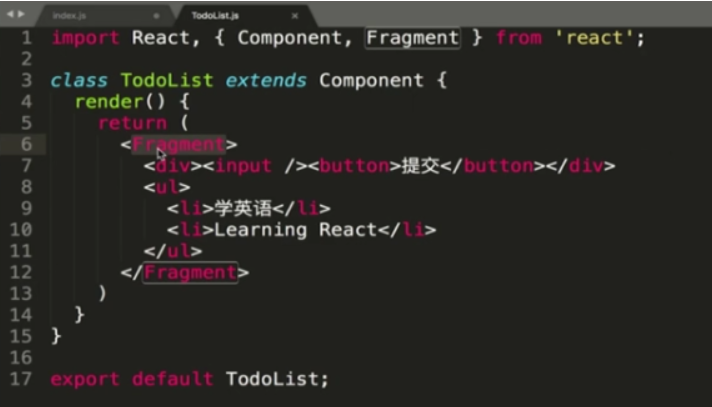 index.js
TodoList.js ×
1 import React, { Component, Fragment } from 'react';
2
3 class TodoList extends Component {
4   render() {
5     return (
6       <Fragment>
7         <div><input /><button>提交</button></div>
8         <ul>
9           <li>学英语</li>
10           <li>Learning React</li>
11         </ul>
12       </Fragment>
13     )
14   }
15 }
16
17 export default TodoList;